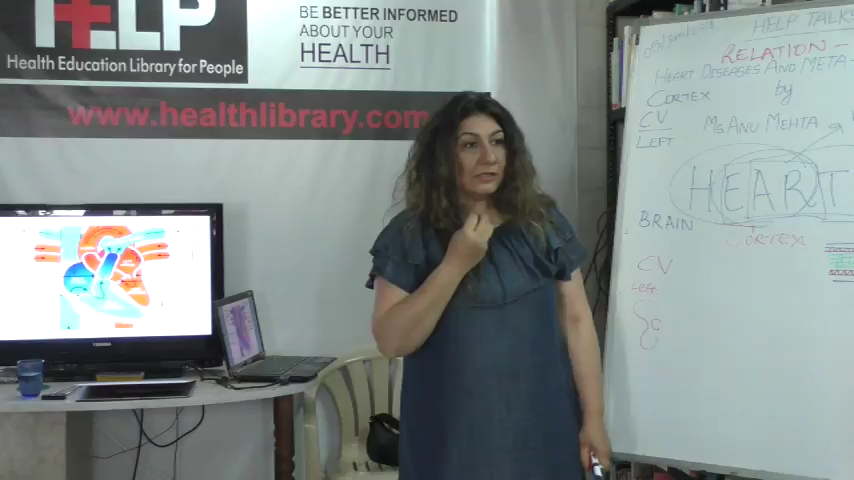 HELP
Health Education Library for People
BE BETTER INFORMED
ABOUT YOUR
HEALTH
www.healthlibrary.com
TOSHIBA
HELP TALKS
RELATION -
HEART DISEASES AND META-
CORTEX
by
CV
Ms ANU MEHTA
LEFT
HEART
BRAIN
CORTEX
CV
Left